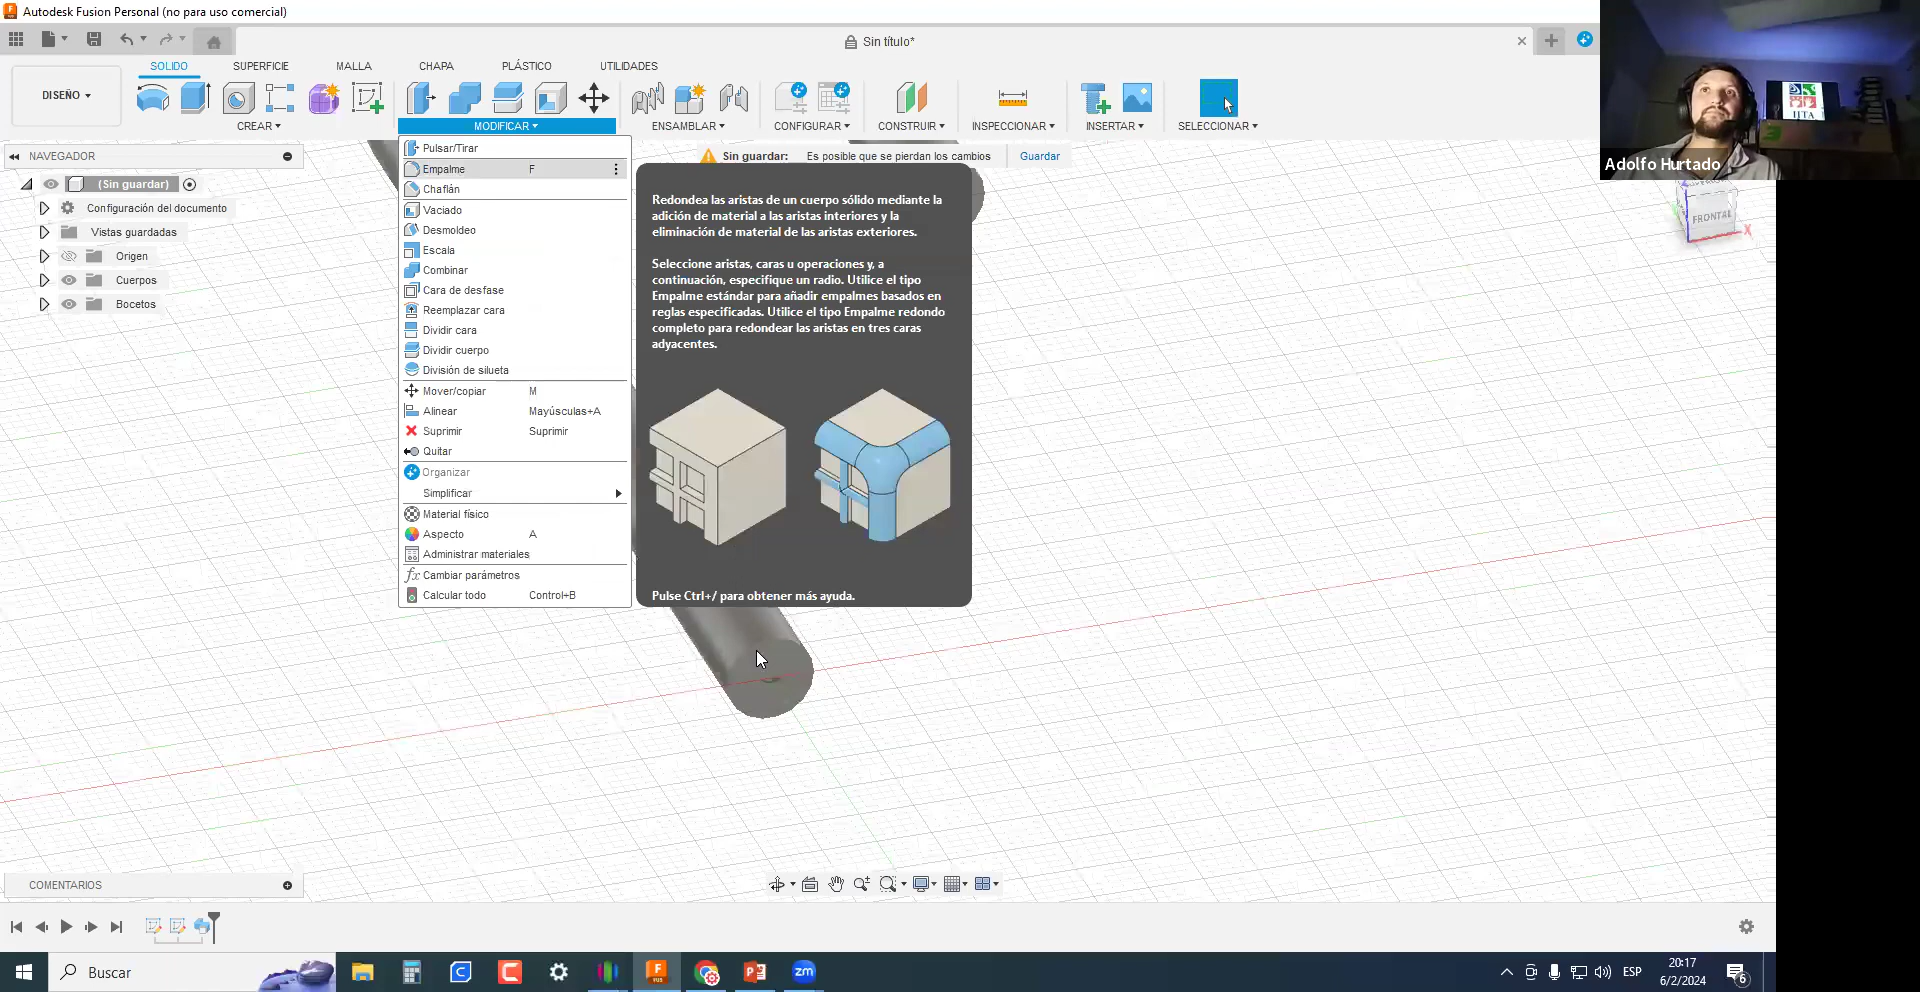 Autodesk Fusion Personal (no para uso comercial)
Sin título*
DISEÑO
SOLIDO
SUPERFICIE
MALLA
CHAPA
PLÁSTICO
UTILIDADES
CREAR
MODIFICAR
ENSAMBLAR
CONFIGURAR
CONSTRUIR
INSPECCIONAR
INSERTAR
SELECCIONAR
IITA
Adolfo Hurtado
NAVEGADOR
(Sin guardar)
Configuración del documento
Vistas guardadas
Origen
Cuerpos
Bocetos
Pulsar/Tirar
Empalme F
Chaflán
Vaciado
Desmoldeo
Escala
Combinar
Cara de desfase
Reemplazar cara
Dividir cara
Dividir cuerpo
División de silueta
Mover/copiar M
Alinear Mayúsculas+A
Suprimir Suprimir
Quitar
Organizar
Simplificar
Material físico
Aspecto A
Administrar materiales
Cambiar parámetros
Calcular todo Control+B
Sin guardar: Es posible que se pierdan los cambios Guardar
Redondea las aristas de un cuerpo sólido mediante la
adición de material a las aristas interiores y la
eliminación de material de las aristas exteriores.
Seleccione aristas, caras u operaciones y, a
continuación, especifique un radio. Utilice el tipo
Empalme estándar para añadir empalmes basados en
reglas especificadas. Utilice el tipo Empalme redondo
completo para redondear las aristas en tres caras
adyacentes.
Pulse Ctrl+/ para obtener más ayuda.
FRONTAL
X
COMENTARIOS
Buscar
zm
ESP
20:17
6/2/2024
6